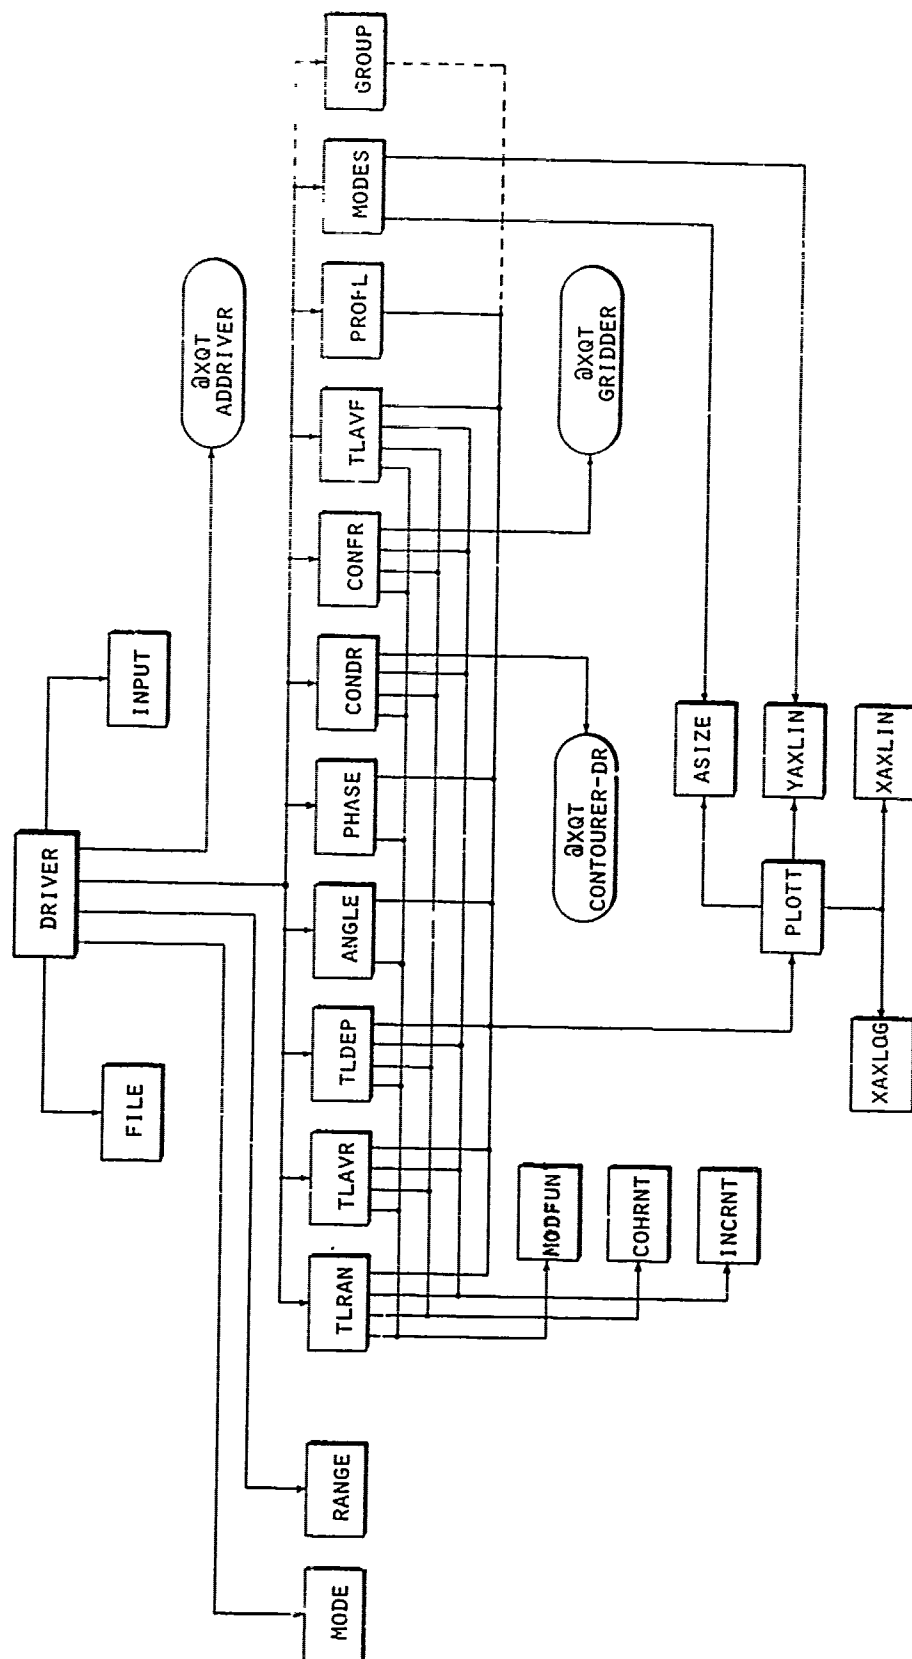 DRIVER
FILE
INPUT
@XQT
ADDRIVER
MODE
RANGE
TLRAN
TLAVR
TLDEP
ANGLE
PHASE
CONDR
CONFR
TLAVF
PROFL
MODES
GROUP
MODFUN
COHRNT
INCRNT
@XQT
CONTOURER-DR
@XQT
GRIDDER
PLOTT
ASIZE
YAXLIN
XAXLOG
XAXLIN